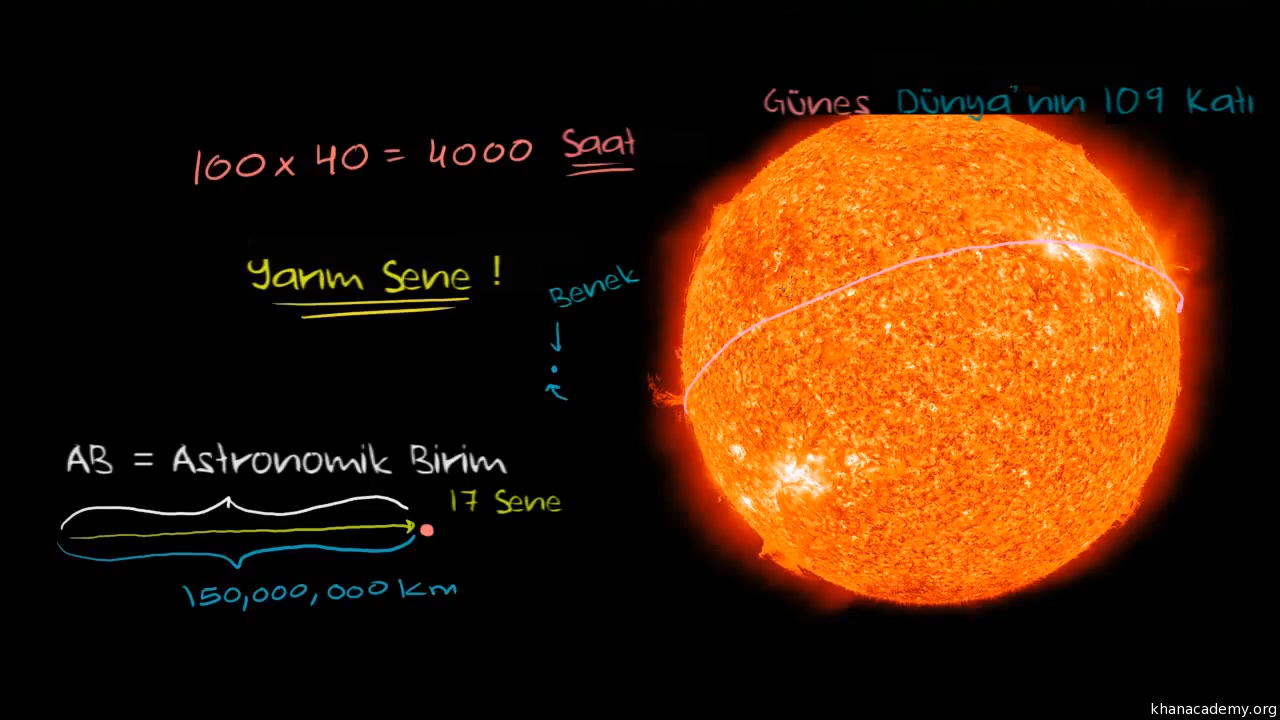 Günes Dünya'nın 109 Katı
100 x 40 = 4000 Saat
Yarım Sene !
Benek
AB = Astronomik Birim
17 Sene
150,000,000 km
khanacademy.org